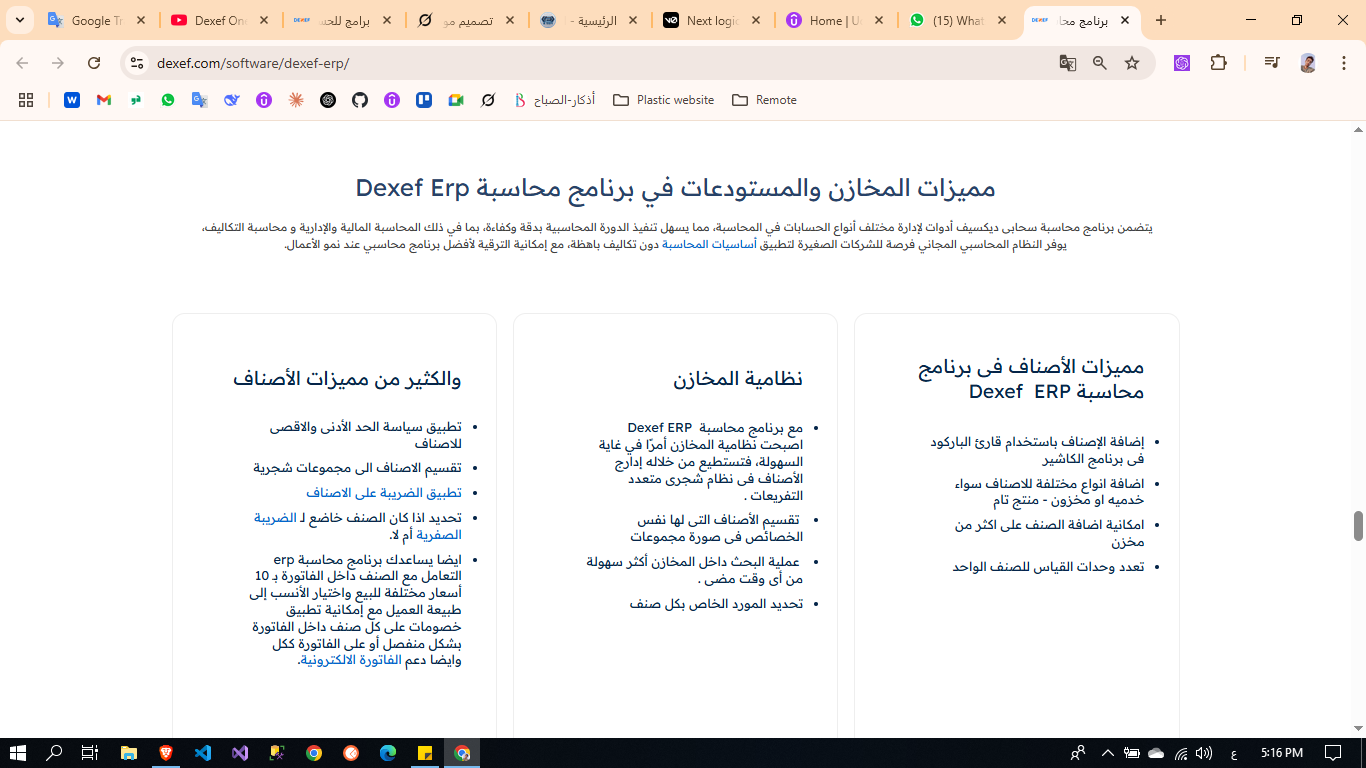 Google Tr
Dexef One
برامج للحس
تصميم مو
الرئيسية -
Next logic
Home | Ud
(15) What
برنامج محا
dexef.com/software/dexef-erp/
أذكار-الصباح
Plastic website
Remote
مميزات المخازن والمستودعات في برنامج محاسبة Dexef Erp
يتضمن برنامج محاسبة سحابى ديكسيف أدوات لإدارة مختلف أنواع الحسابات في المحاسبة، مما يسهل تنفيذ الدورة المحاسبية بدقة وكفاءة، بما في ذلك المحاسبة المالية والإدارية و محاسبة التكاليف،
يوفر النظام المحاسبي المجاني فرصة للشركات الصغيرة لتطبيق أساسيات المحاسبة دون تكاليف باهظة، مع إمكانية الترقية لأفضل برنامج محاسبي عند نمو الأعمال.
مميزات الأصناف فى برنامج
محاسبة Dexef ERP
• إضافة الإصناف باستخدام قارئ الباركود
فى برنامج الكاشير
• اضافة انواع مختلفة للاصناف سواء
خدميه او مخزون - منتج تام
• امكانية اضافة الصنف على اكثر من
مخزن
• تعدد وحدات القياس للصنف الواحد
نظامية المخازن
• مع برنامج محاسبة Dexef ERP
اصبحت نظامية المخازن أمرًا في غاية
السهولة، فتستطيع من خلاله إدارج
الأصناف فى نظام شجرى متعدد
التفريعات .
• تقسيم الأصناف التى لها نفس
الخصائص فى صورة مجموعات
• عملية البحث داخل المخازن أكثر سهولة
من أى وقت مضى .
• تحديد المورد الخاص بكل صنف
والكثير من مميزات الأصناف
• تطبيق سياسة الحد الأدنى والاقصى
للاصناف
• تقسيم الاصناف الى مجموعات شجرية
• تطبيق الضريبة على الاصناف
• تحديد اذا كان الصنف خاضع لـ الضريبة
الصفرية أم لا.
• ايضا يساعدك برنامج محاسبة erp
التعامل مع الصنف داخل الفاتورة بـ 10
أسعار مختلفة للبيع واختيار الأنسب إلى
طبيعة العميل مع إمكانية تطبيق
خصومات على كل صنف داخل الفاتورة
بشكل منفصل أو على الفاتورة ككل
وايضا دعم الفاتورة الالكترونية.
ع
5:16 PM